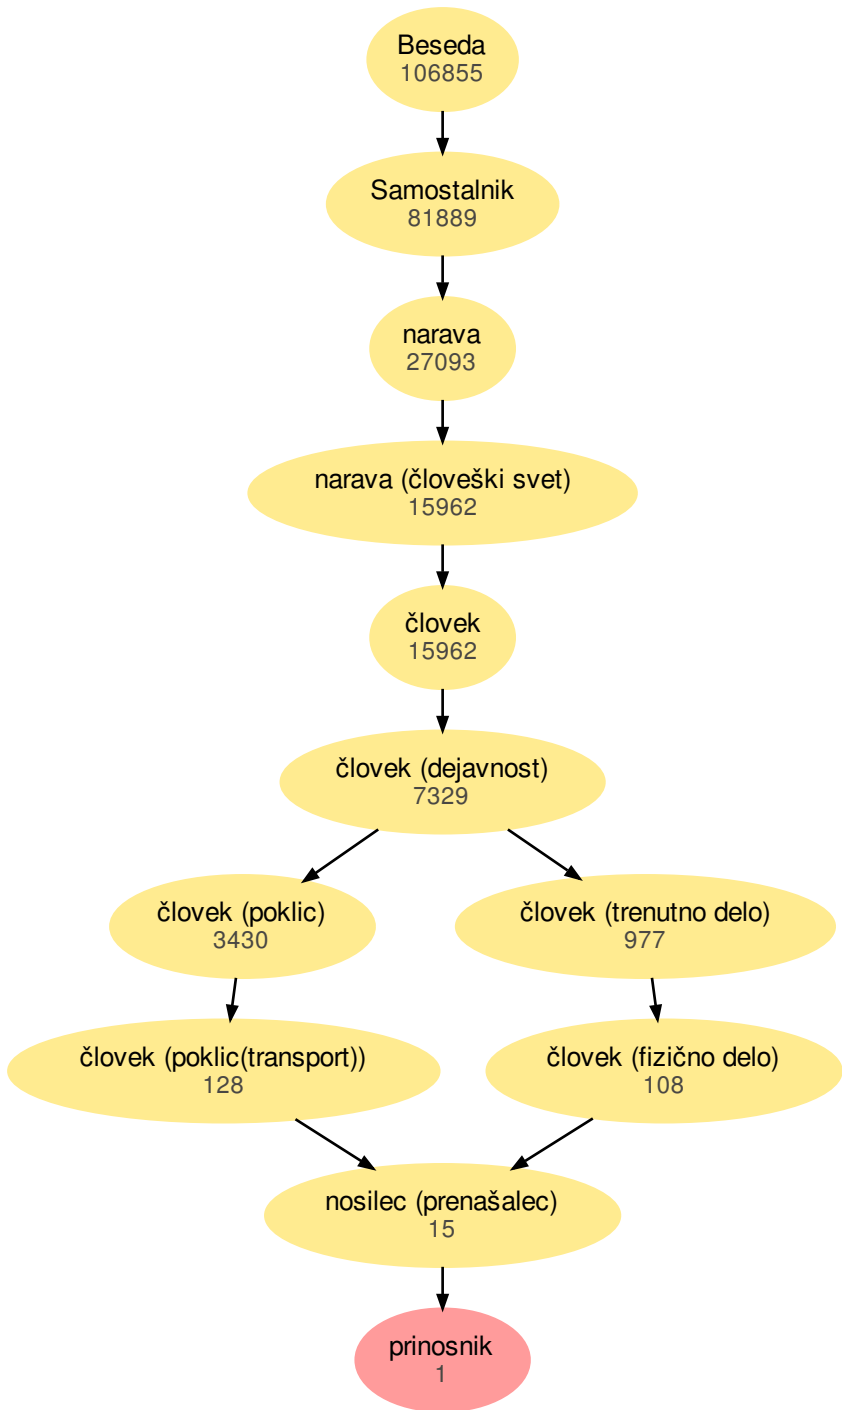 Beseda
106855
Samostalnik
81889
narava
27093
narava (človeški svet)
15962
človek
15962
človek (dejavnost)
7329
človek (poklic)
3430
človek (trenutno delo)
977
človek (poklic(transport))
128
človek (fizično delo)
108
nosilec (prenašalec)
15
prinosnik
1